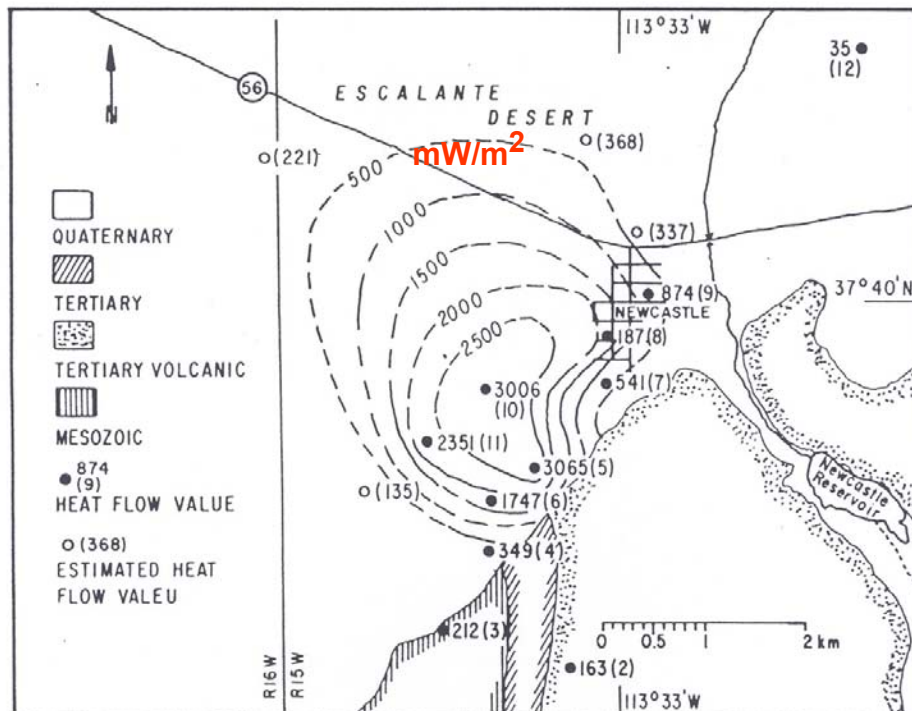 113°33'W
35
(12)
N
56
ESCALANTE
DESERT
mW/m²
(368)
(221)
500
1000
1500
2000
2500
(337)
QUATERNARY
TERTIARY
TERTIARY VOLCANIC
MESOZOIC
874
(9)
HEAT FLOW VALUE
(368)
ESTIMATED HEAT
FLOW VALEU
37°40'N
874(9)
NEWCASTLE
187(8)
541(7)
3006
(10)
2351(11)
3065(5)
(135)
1747(6)
Newcastle
Reservoir
349(4)
212(3)
0 0.5 1 2 km
163(2)
R16W
R15W
113°33'W